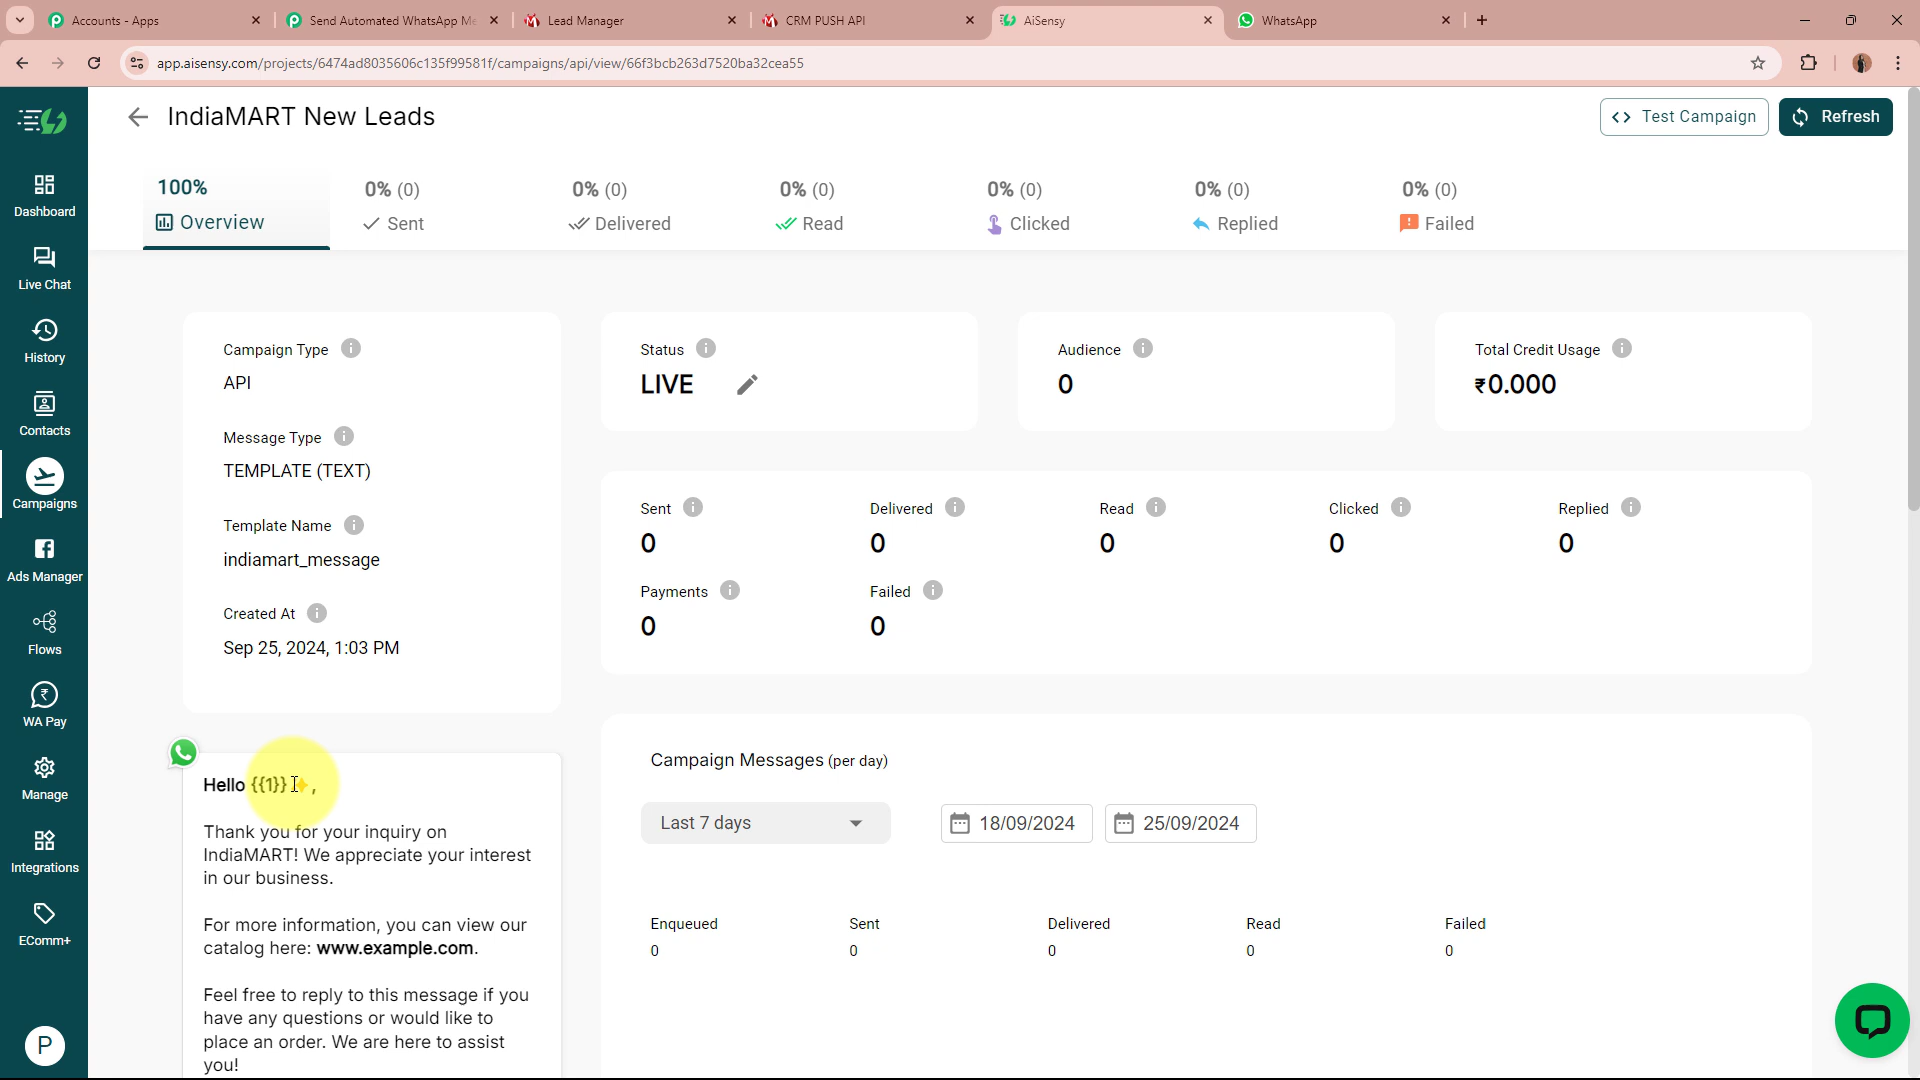 Accounts - Apps
Send Automated WhatsApp Me
Lead Manager
CRM PUSH API
AiSensy
WhatsApp
app.aisensy.com/projects/6474ad8035606c135f99581f/campaigns/api/view/66f3bcb263d7520ba32cea55
IndiaMART New Leads
Test Campaign
Refresh
100%
Overview
0% (0)
Sent
0% (0)
Delivered
0% (0)
Read
0% (0)
Clicked
0% (0)
Replied
0% (0)
Failed
Dashboard
Live Chat
History
Contacts
Campaigns
Ads Manager
Flows
WA Pay
Manage
Integrations
EComm+
P
Campaign Type
API
Message Type
TEMPLATE (TEXT)
Template Name
indiamart_message
Created At
Sep 25, 2024, 1:03 PM
Status
LIVE
Audience
0
Total Credit Usage
₹0.000
Sent
0
Delivered
0
Read
0
Clicked
0
Replied
0
Payments
0
Failed
0
Hello {{1}}✨,
Thank you for your inquiry on
IndiaMART! We appreciate your interest
in our business.
For more information, you can view our
catalog here: www.example.com.
Feel free to reply to this message if you
have any questions or would like to
place an order. We are here to assist
you!
Campaign Messages (per day)
Last 7 days
18/09/2024
25/09/2024
Enqueued
0
Sent
0
Delivered
0
Read
0
Failed
0